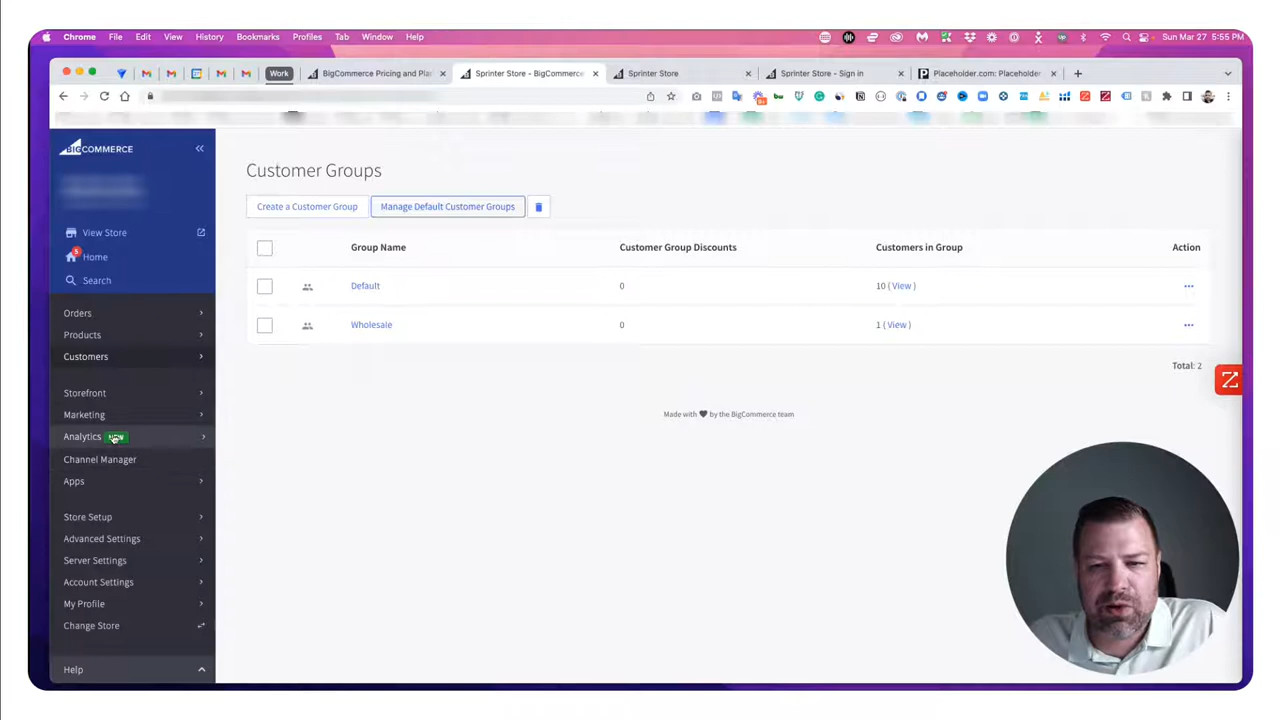 Chrome File Edit View History Bookmarks Profiles Tab Window Help Sun Mar 27 5:55 PM
Work BigCommerce Pricing and Plan Sprinter Store - BigCommerce Sprinter Store Sprinter Store - Sign in Placeholder.com: Placeholder
BIGCOMMERCE
View Store
5
Home
Search
Orders
Products
Customers
Storefront
Marketing
Analytics
Channel Manager
Apps
Store Setup
Advanced Settings
Server Settings
Account Settings
My Profile
Change Store
Help
Customer Groups
Create a Customer Group Manage Default Customer Groups
Group Name Customer Group Discounts Customers in Group Action
Default 0 10 ( View ) ...
Wholesale 0 1 ( View ) ...
Total: 2
Made with ♥ by the BigCommerce team